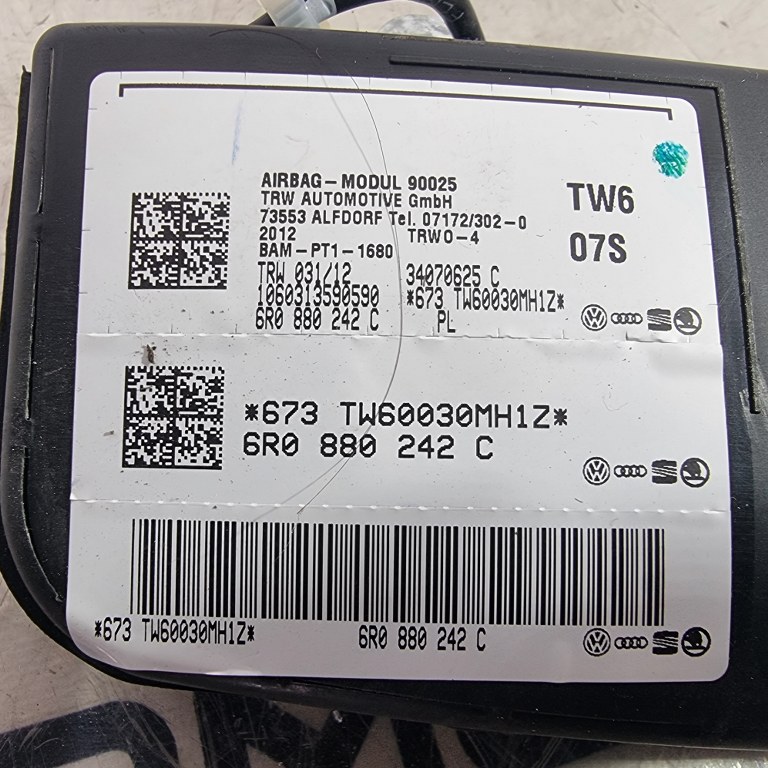 AIRBAG-MODUL 90025
TRW AUTOMOTIVE GmbH
73553 ALFDORF Tel. 07172/302-0
2012 TRWO-4
BAM-PT1-1680
TRW 031/12 34070625 C
1060313590590 *673 TW60030MH1Z*
6R0 880 242 C PL
TW6
07S
*673 TW60030MH1Z*
6R0 880 242 C
*673 TW60030MH1Z* 6R0 880 242 C